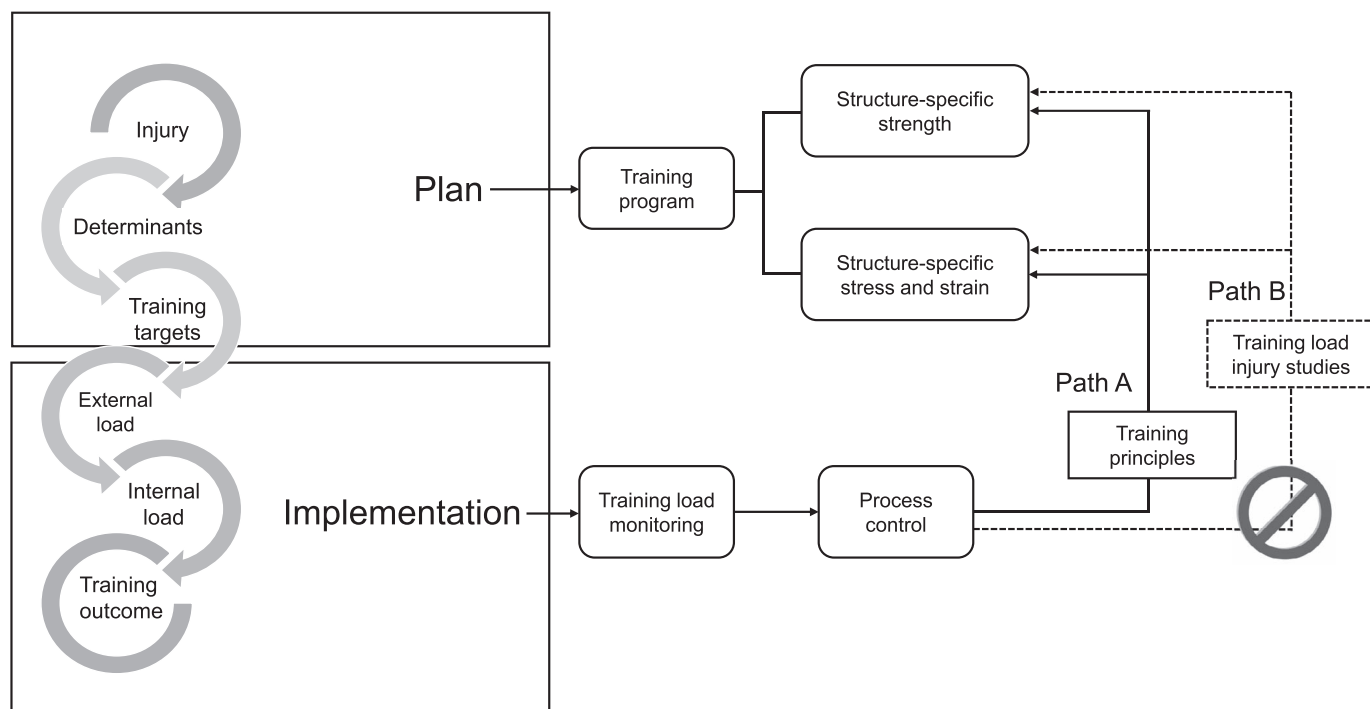 Injury
Determinants
Training
targets
Plan
Training
program
Structure-specific
strength
Structure-specific
stress and strain
Path B
Training load
injury studies
Path A
Training
principles
External
load
Internal
load
Training
outcome
Implementation
Training load
monitoring
Process
control